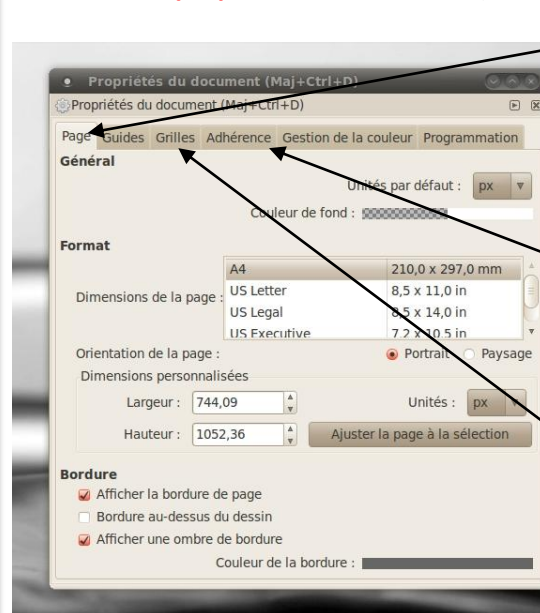 Propriétés du document (Maj+Ctrl+D)
Propriétés du document (Maj+Ctrl+D)
Page Guides Grilles Adhérence Gestion de la couleur Programmation
Général
Unités par défaut : px
Couleur de fond :
Format
A4 210,0 x 297,0 mm
Dimensions de la page : US Letter 8,5 x 11,0 in
US Legal 8,5 x 14,0 in
US Executive 7,2 x 10,5 in
Orientation de la page : Portrait Paysage
Dimensions personnalisées
Largeur : 744,09 Unités : px
Hauteur : 1052,36 Ajuster la page à la sélection
Bordure
Afficher la bordure de page
Bordure au-dessus du dessin
Afficher une ombre de bordure
Couleur de la bordure :